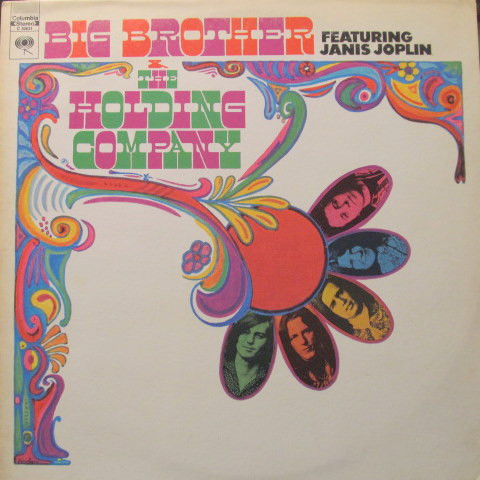 Columbia
Stereo
BIG BROTHER
FEATURING
JANIS JOPLIN
&
THE
HOLDING
COMPANY